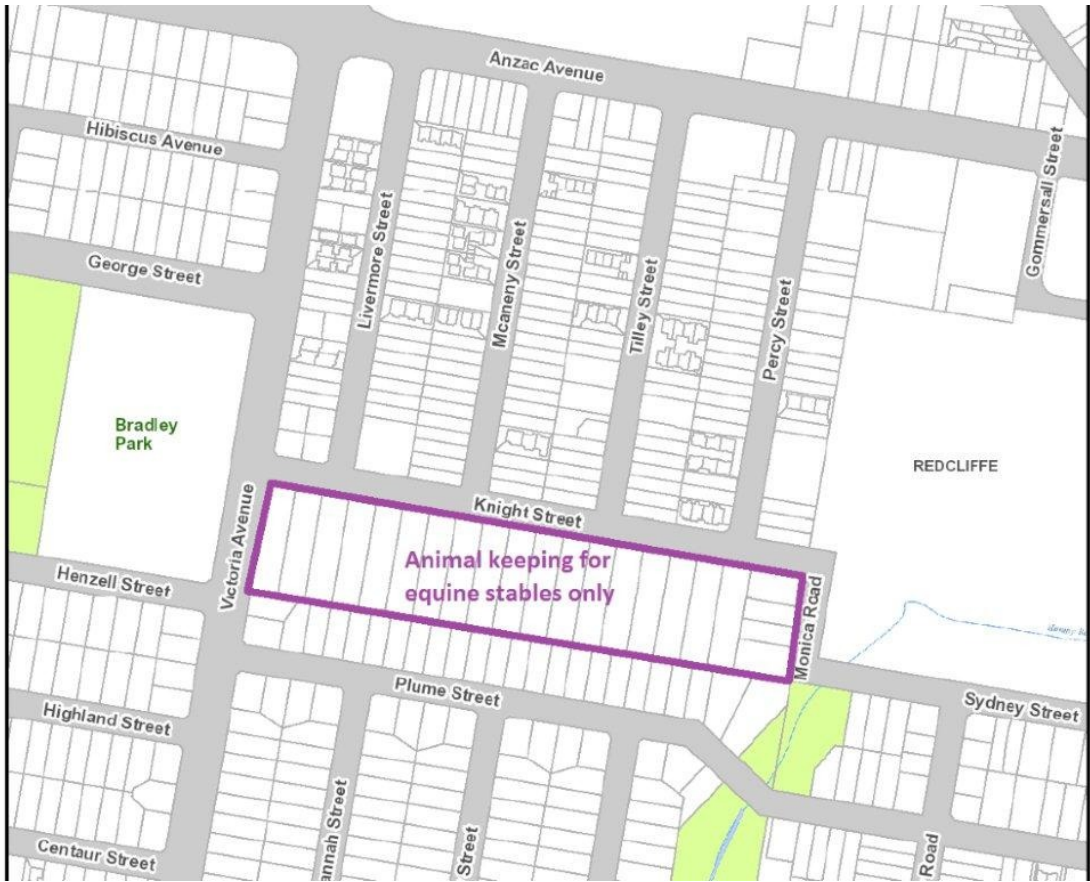 Anzac Avenue
Hibiscus Avenue
Gommersall Street
George Street
Livermore Street
Mcaneny Street
Tilley Street
Percy Street
Bradley
Park
REDCLIFFE
Victoria Avenue
Knight Street
Animal keeping for
equine stables only
Henzell Street
Monica Road
Plume Street
Sydney Street
Highland Street
annah Street
Street
Road
Centaur Street